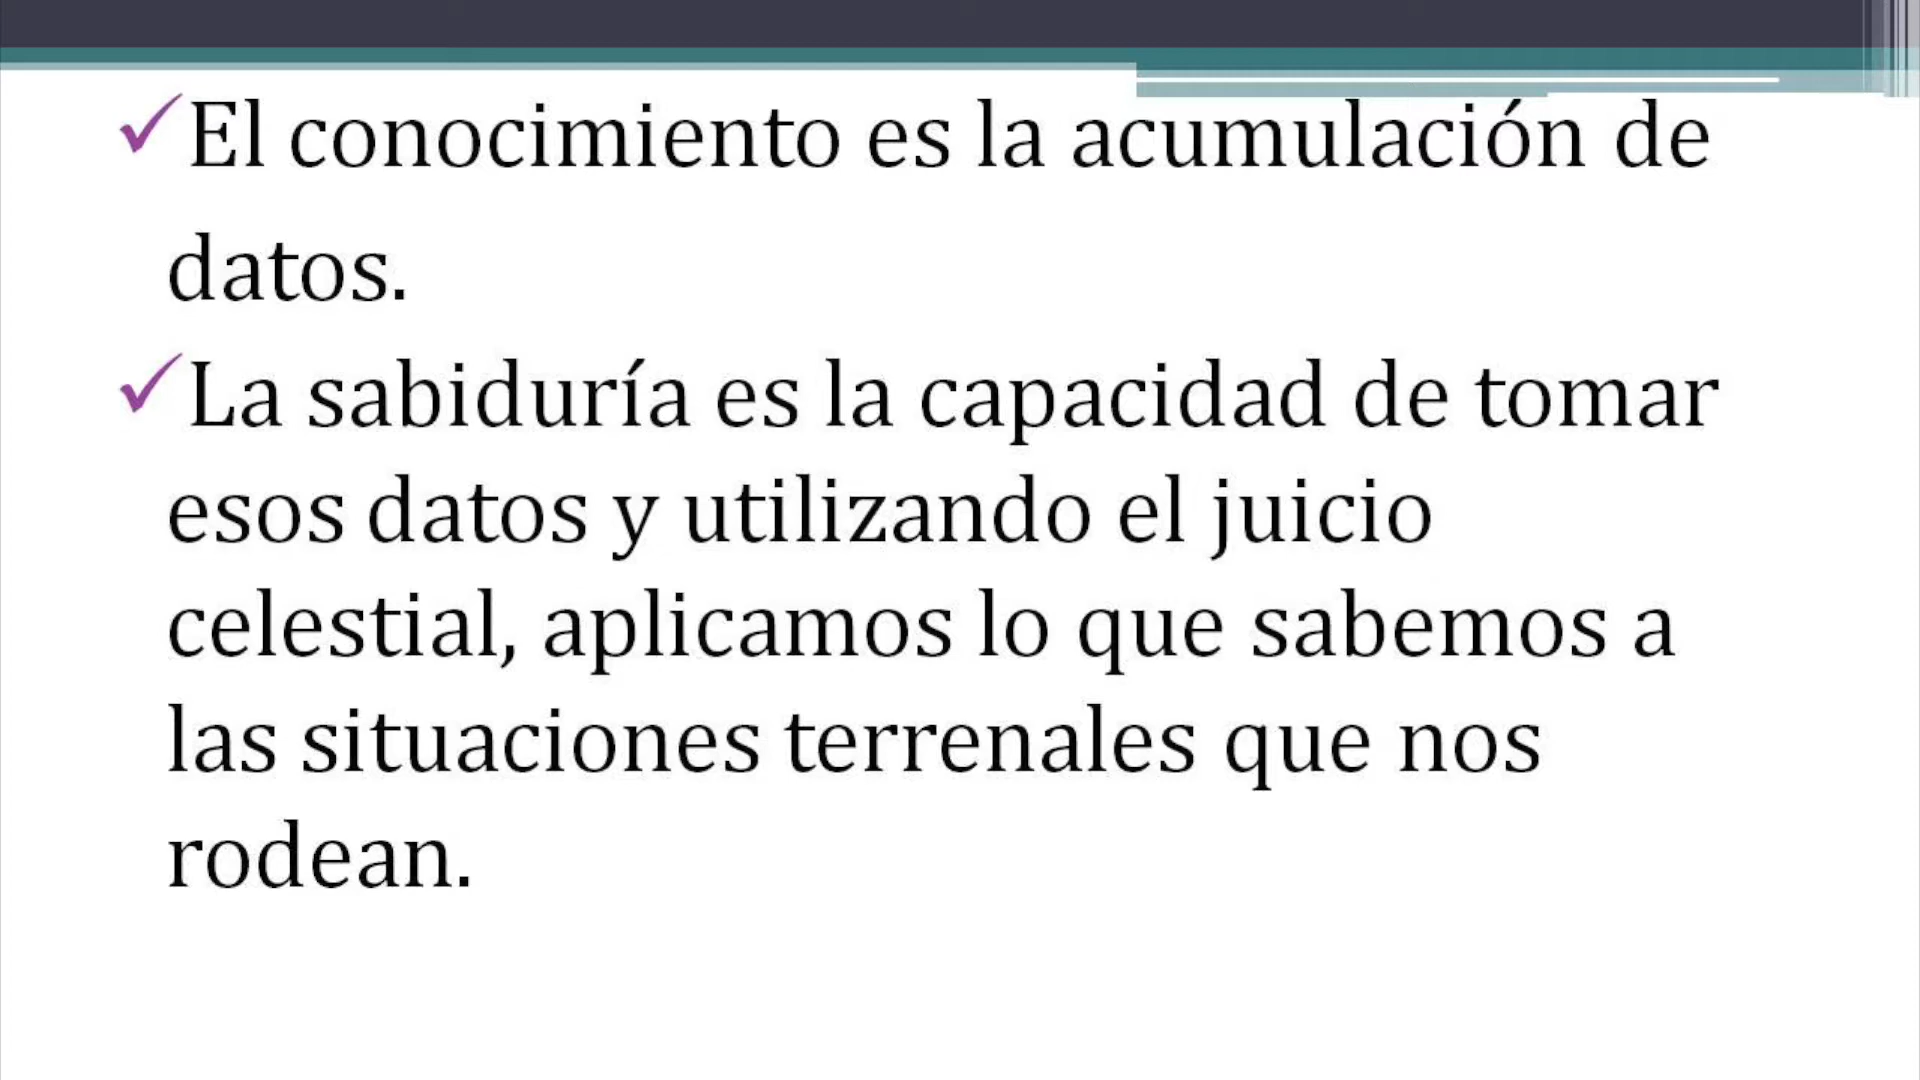 ✓El conocimiento es la acumulación de
datos.
✓La sabiduría es la capacidad de tomar
esos datos y utilizando el juicio
celestial, aplicamos lo que sabemos a
las situaciones terrenales que nos
rodean.